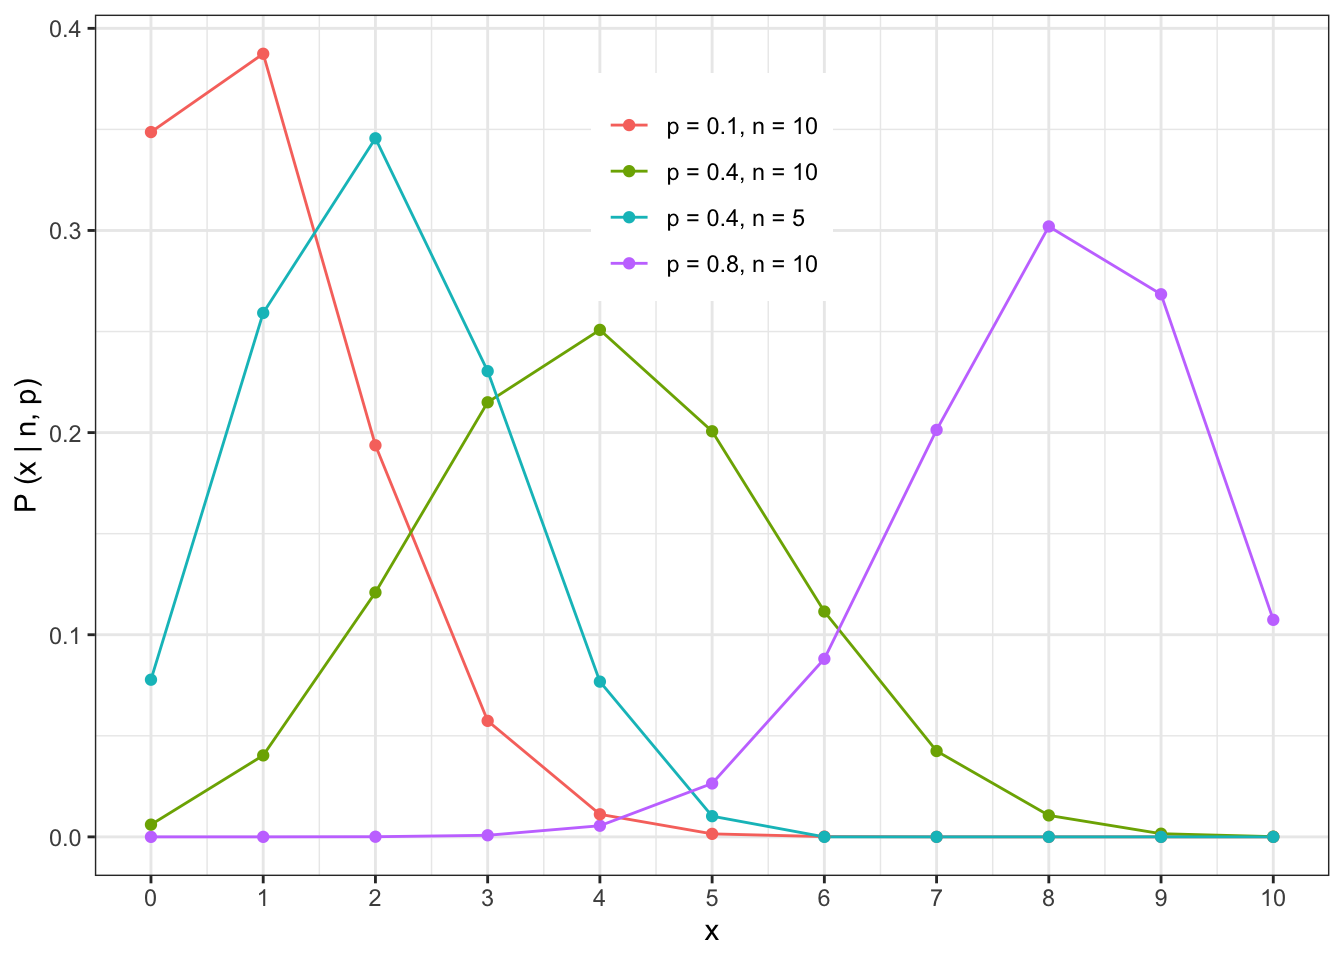 0.4
0.3
0.2
0.1
0.0
P (x | n, p)
p = 0.1, n = 10
p = 0.4, n = 10
p = 0.4, n = 5
p = 0.8, n = 10
0 1 2 3 4 5 6 7 8 9 10
x